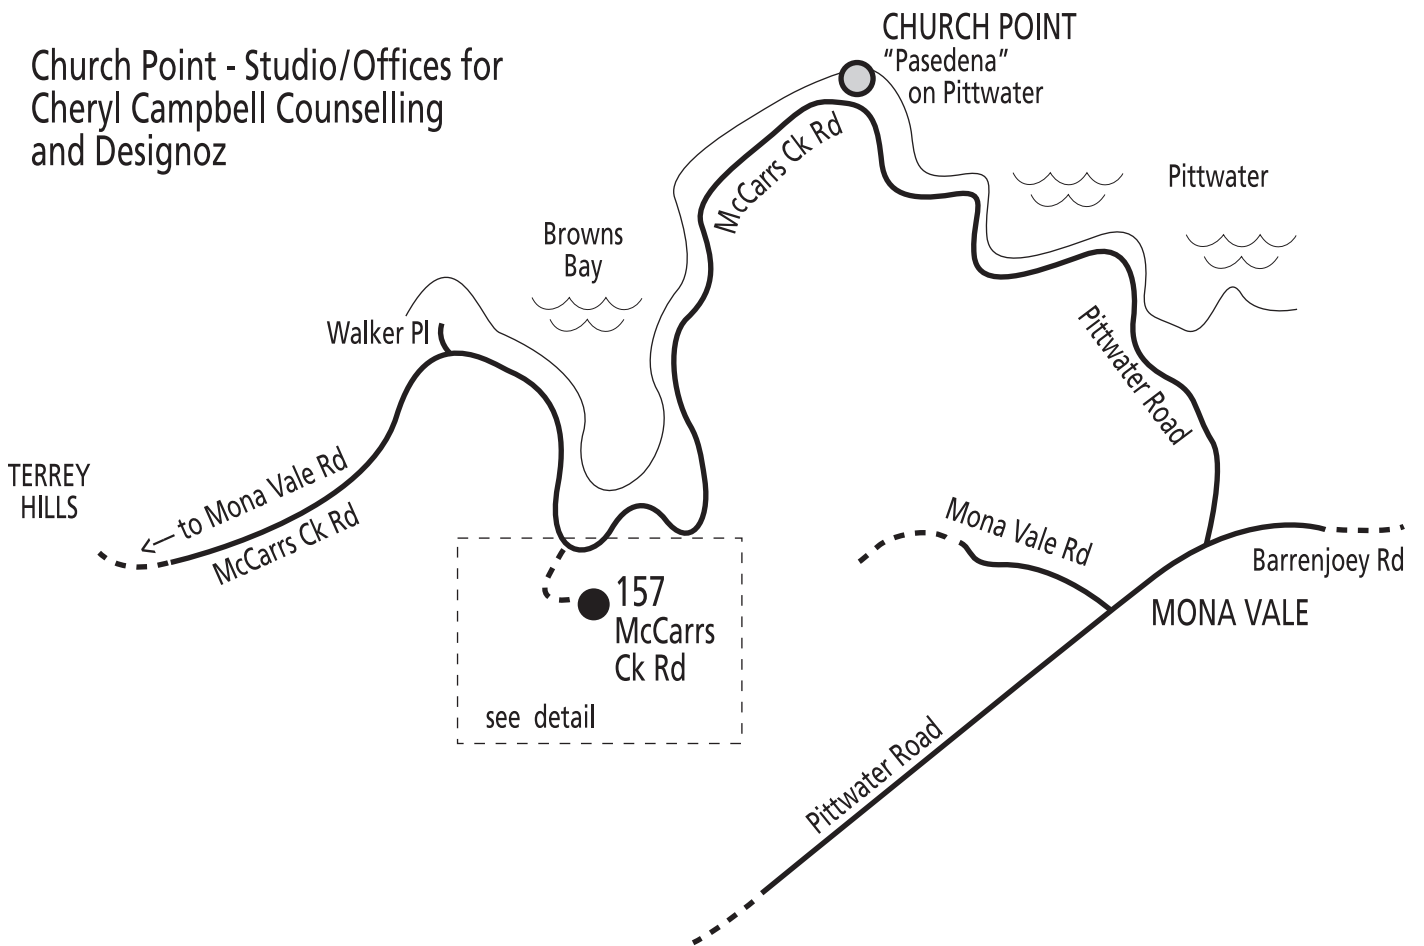 Church Point - Studio/Offices for
Cheryl Campbell Counselling
and Designoz
CHURCH POINT
"Pasedena"
on Pittwater
McCarrs Ck Rd
Pittwater
Browns
Bay
Walker Pl
Pittwater Road
TERREY
HILLS
to Mona Vale Rd
McCarrs Ck Rd
Mona Vale Rd
Barrenjoey Rd
MONA VALE
157
McCarrs
Ck Rd
see detail
Pittwater Road